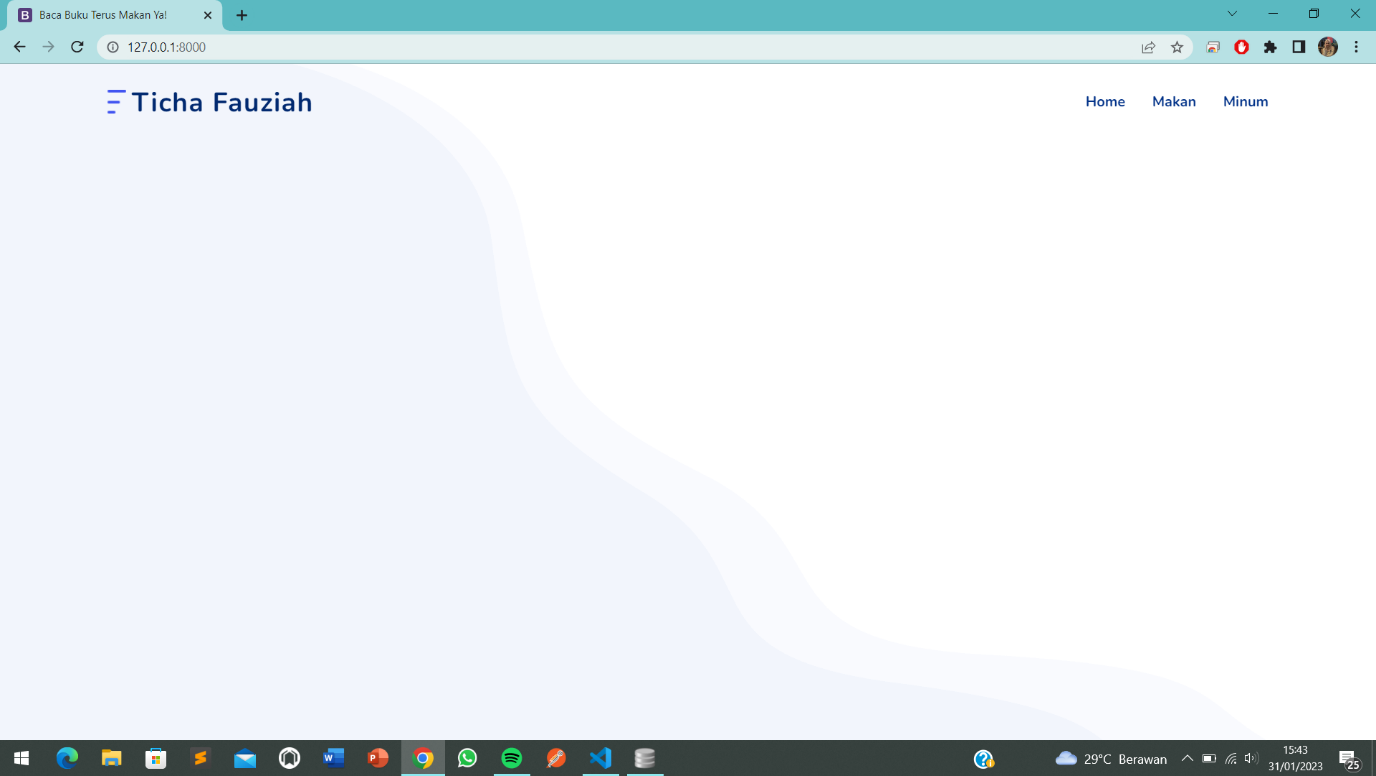 Baca Buku Terus Makan Ya!
127.0.0.1:8000
Ticha Fauziah
Home Makan Minum
29°C Berawan
15:43
31/01/2023
25